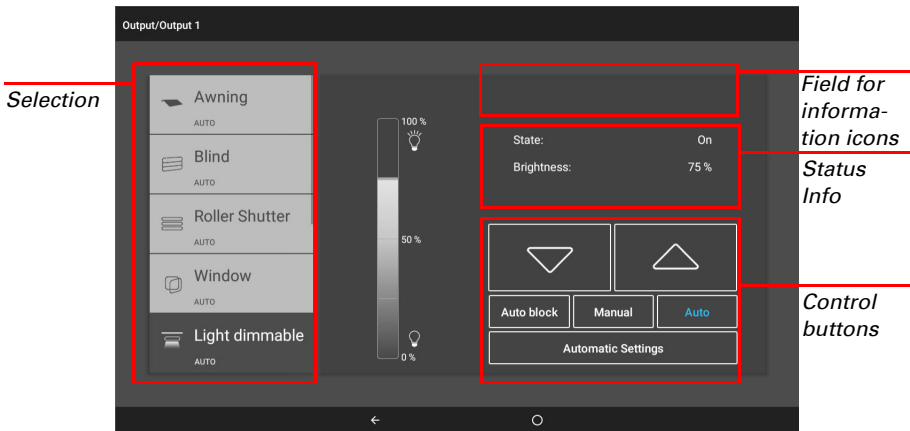 Output/Output 1
Selection
Awning
AUTO
Blind
AUTO
Roller Shutter
AUTO
Window
AUTO
Light dimmable
AUTO
100 %
50 %
0 %
State: On
Brightness: 75 %
Auto block Manual Auto
Automatic Settings
Field for
informa-
tion icons
Status
Info
Control
buttons